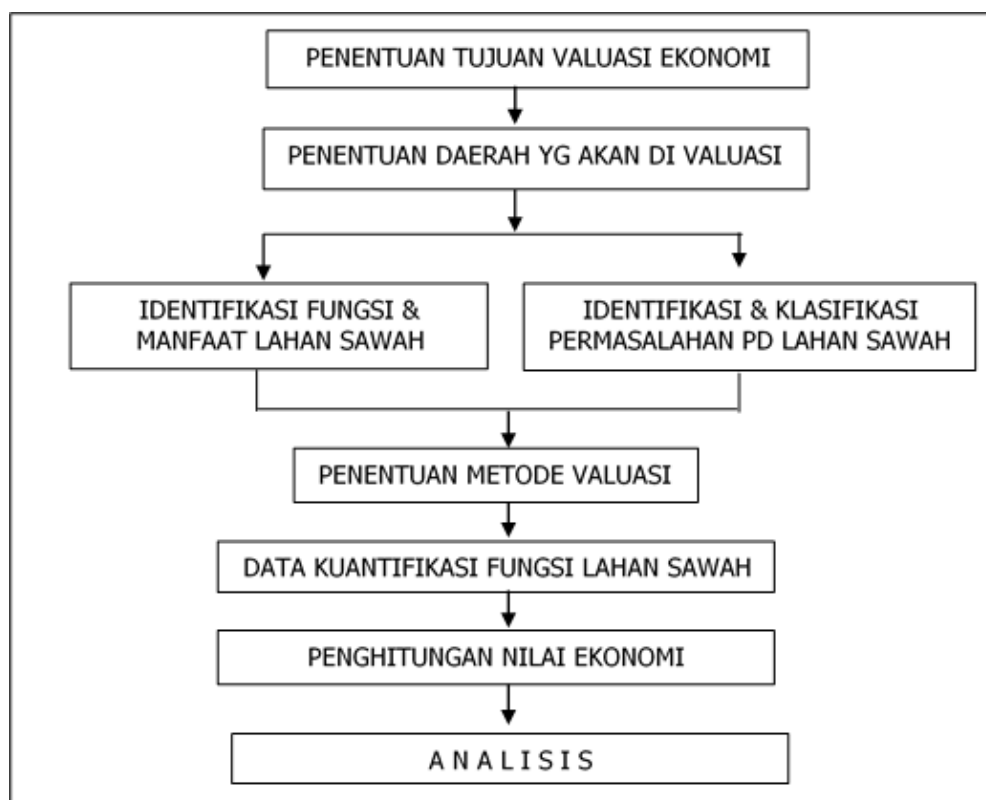 PENENTUAN TUJUAN VALUASI EKONOMI
PENENTUAN DAERAH YG AKAN DI VALUASI
IDENTIFIKASI FUNGSI &
MANFAAT LAHAN SAWAH
IDENTIFIKASI & KLASIFIKASI
PERMASALAHAN PD LAHAN SAWAH
PENENTUAN METODE VALUASI
DATA KUANTIFIKASI FUNGSI LAHAN SAWAH
PENGHITUNGAN NILAI EKONOMI
A N A L I S I S